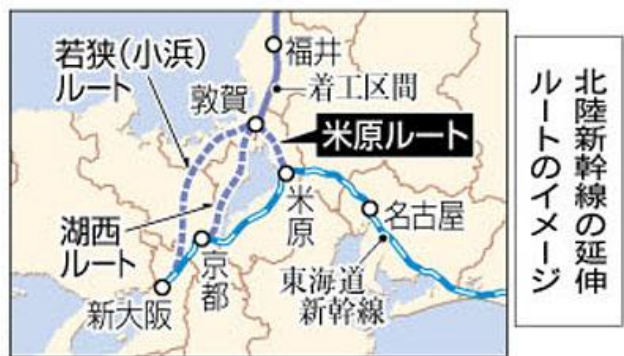 北陸新幹線の延伸
ルートのイメージ
若狭(小浜)
ルート
福井
着工区間
敦賀
米原ルート
米原
名古屋
湖西
ルート
京都
東海道
新幹線
新大阪